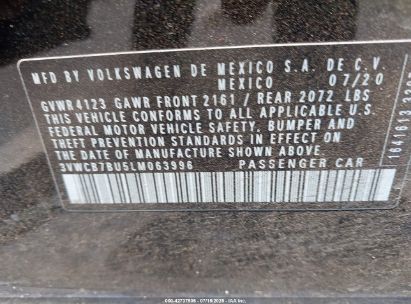 MFD BY VOLKSWAGEN DE MEXICO S.A. DE C.V.
MEXICO 07/20
GVWR4123 GAWR FRONT 2161 / REAR 2072 LBS
THIS VEHICLE CONFORMS TO ALL APPLICABLE U.S.
FEDERAL MOTOR VEHICLE SAFETY, BUMPER AND
THEFT PREVENTION STANDARDS IN EFFECT ON
THE DATE OF MANUFACTURE SHOWN ABOVE.
3VWCB7BU5LM063996 PASSENGER CAR